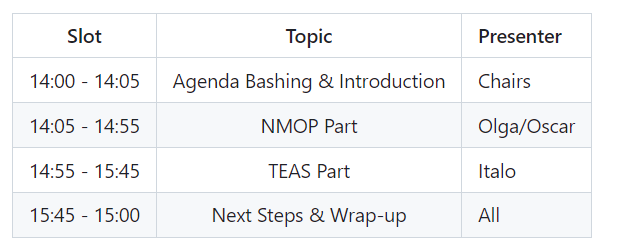 Slot Topic Presenter
14:00 - 14:05 Agenda Bashing & Introduction Chairs
14:05 - 14:55 NMOP Part Olga/Oscar
14:55 - 15:45 TEAS Part Italo
15:45 - 15:00 Next Steps & Wrap-up All